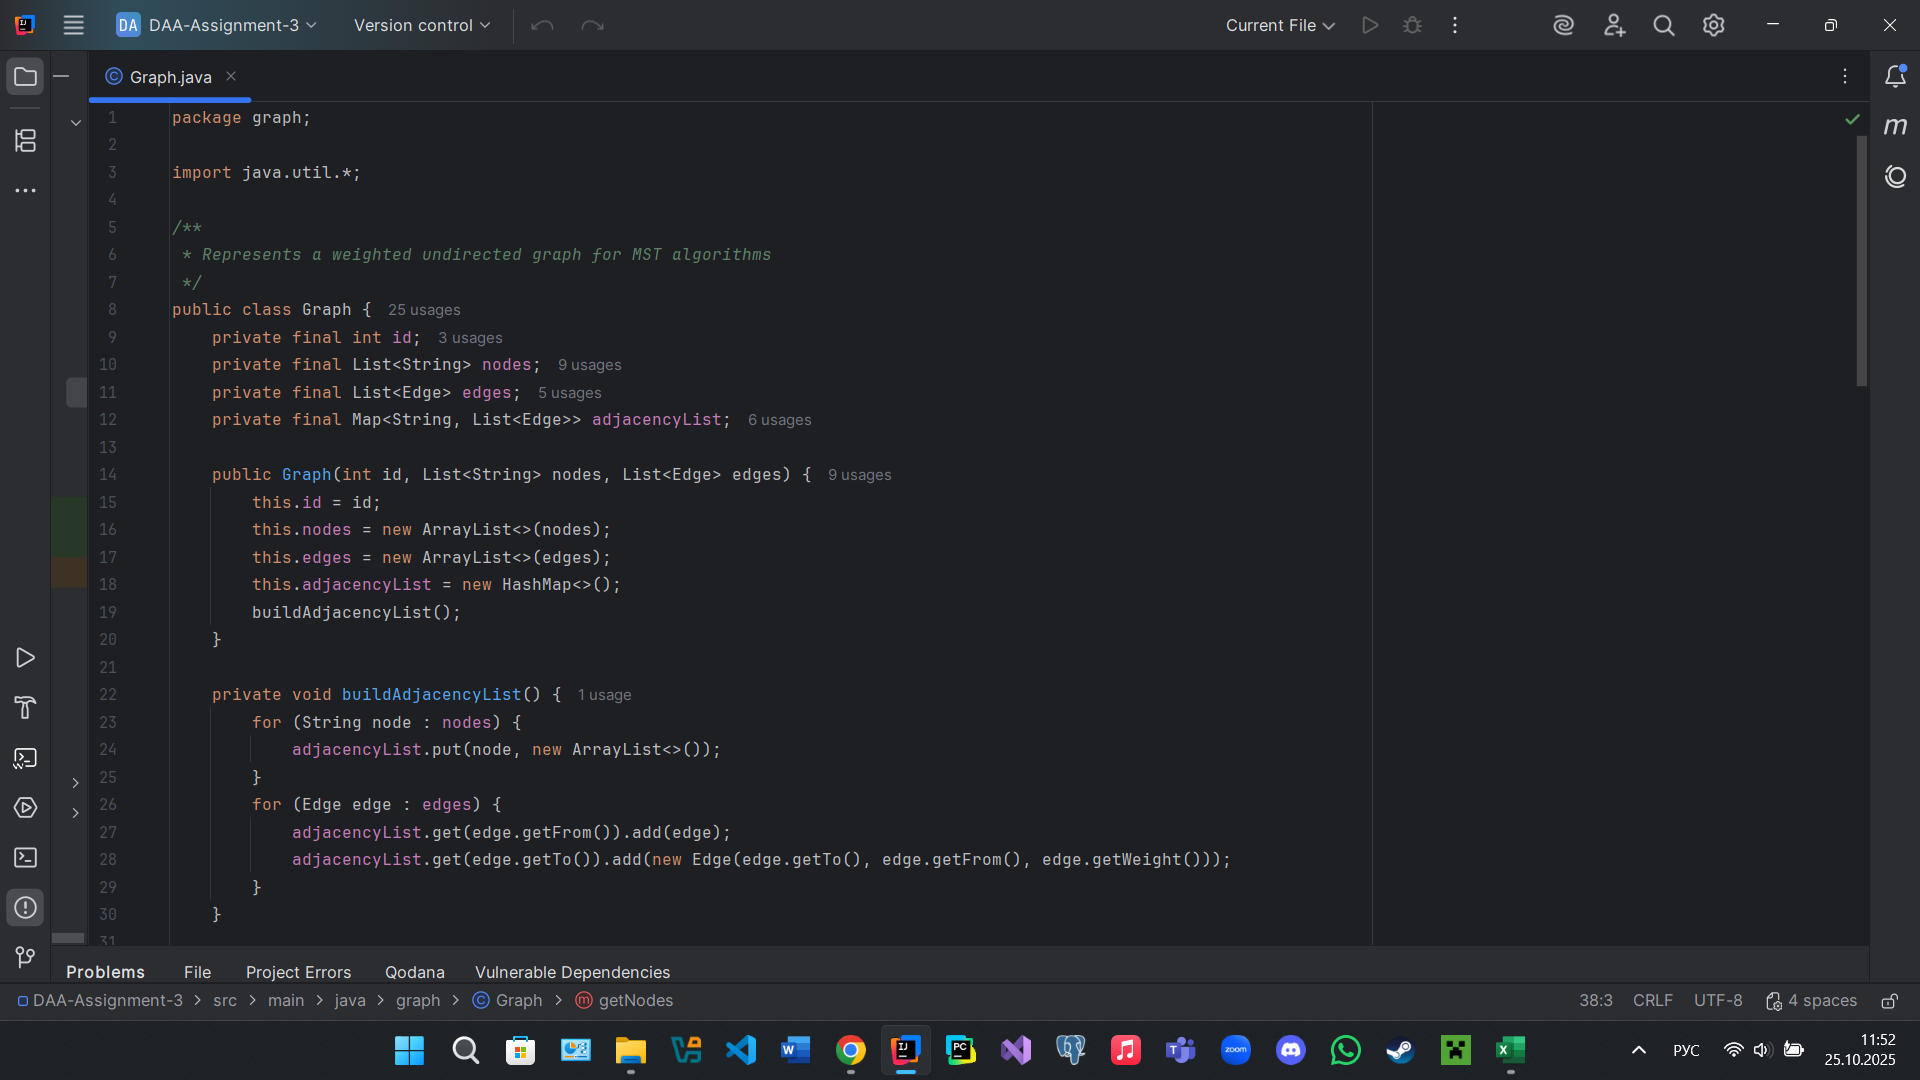 DA DAA-Assignment-3 Version control Current File
Graph.java
1 package graph;
2
3 import java.util.*;
4
5 /**
6 * Represents a weighted undirected graph for MST algorithms
7 */
8 public class Graph { 25 usages
9 private final int id; 3 usages
10 private final List<String> nodes; 9 usages
11 private final List<Edge> edges; 5 usages
12 private final Map<String, List<Edge>> adjacencyList; 6 usages
13
14 public Graph(int id, List<String> nodes, List<Edge> edges) { 9 usages
15 this.id = id;
16 this.nodes = new ArrayList<>(nodes);
17 this.edges = new ArrayList<>(edges);
18 this.adjacencyList = new HashMap<>();
19 buildAdjacencyList();
20 }
21
22 private void buildAdjacencyList() { 1 usage
23 for (String node : nodes) {
24 adjacencyList.put(node, new ArrayList<>());
25 }
26 for (Edge edge : edges) {
27 adjacencyList.get(edge.getFrom()).add(edge);
28 adjacencyList.get(edge.getTo()).add(new Edge(edge.getTo(), edge.getFrom(), edge.getWeight()));
29 }
30 }
31
Problems File Project Errors Qodana Vulnerable Dependencies
DAA-Assignment-3 > src > main > java > graph > Graph > getNodes 38:3 CRLF UTF-8 4 spaces
РУС 11:52
25.10.2025